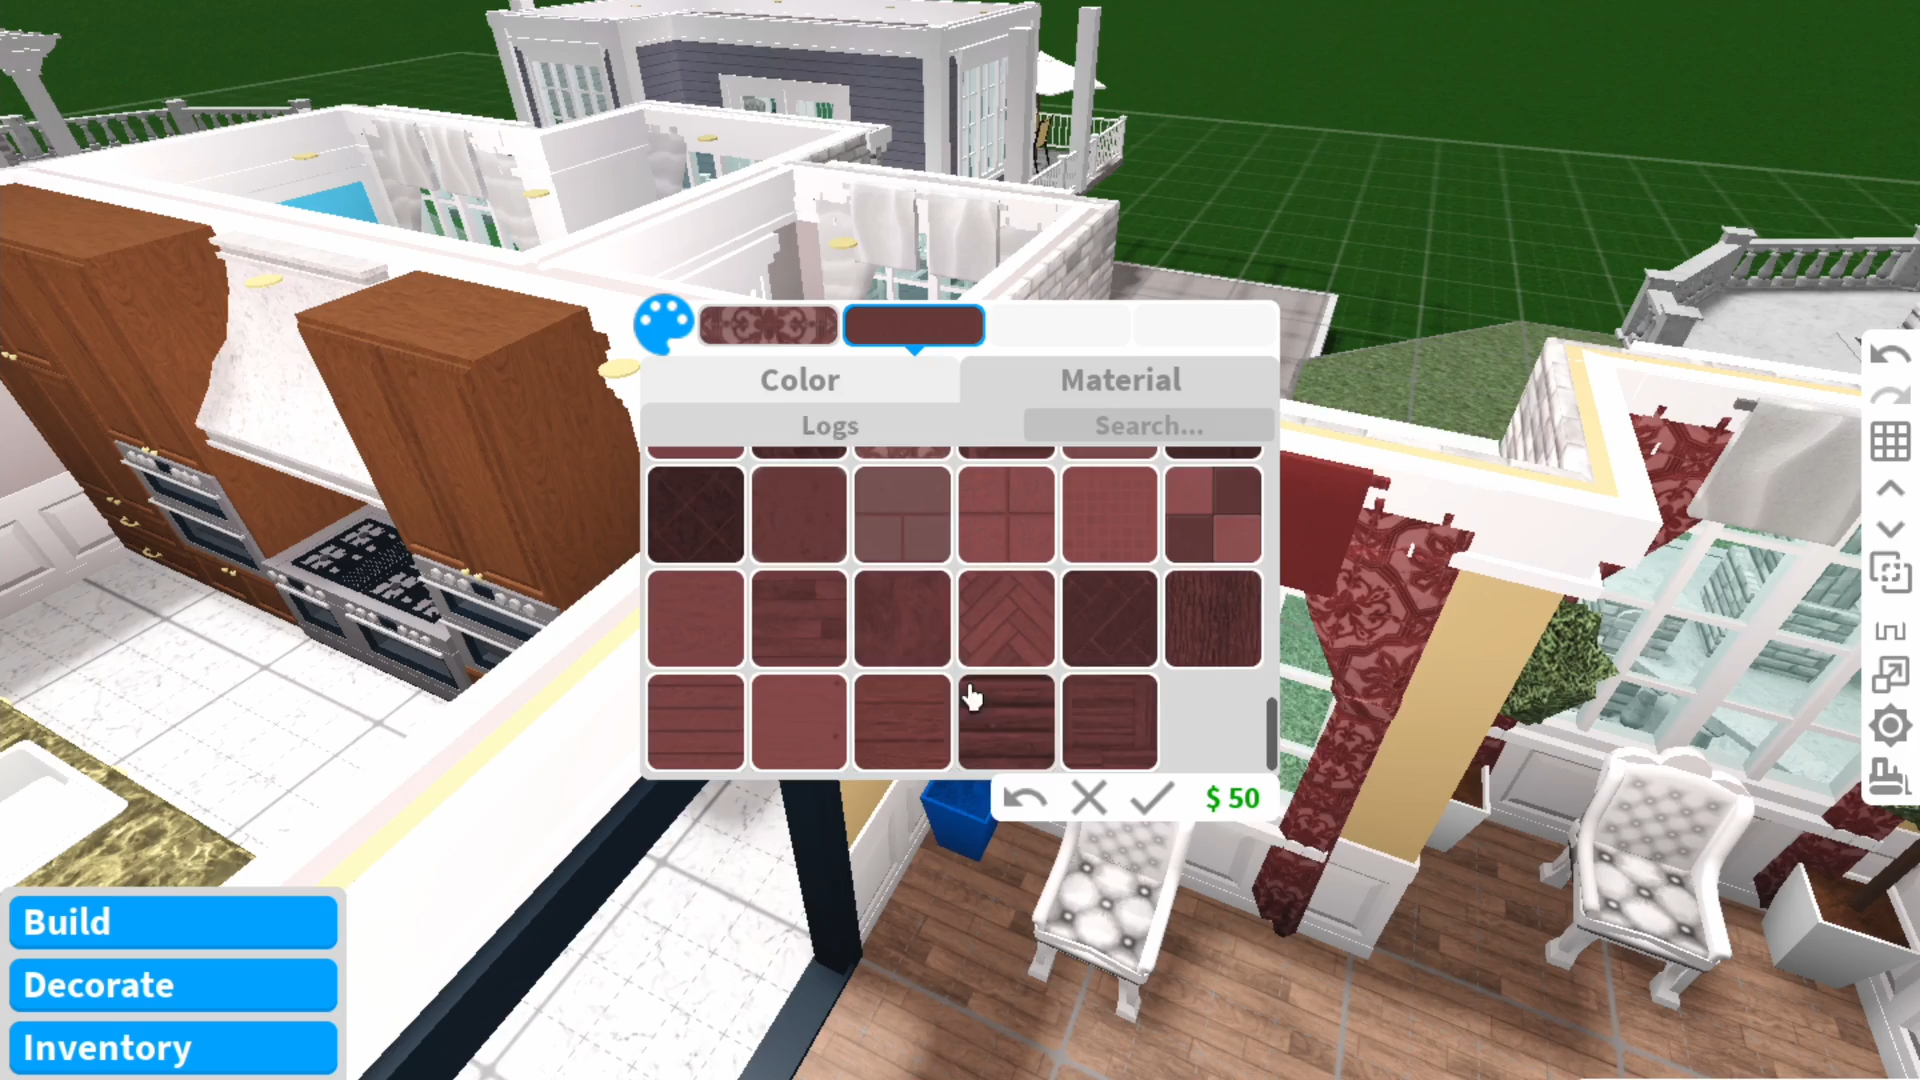 Color
Material
Logs
Search...
$ 50
Build
Decorate
Inventory